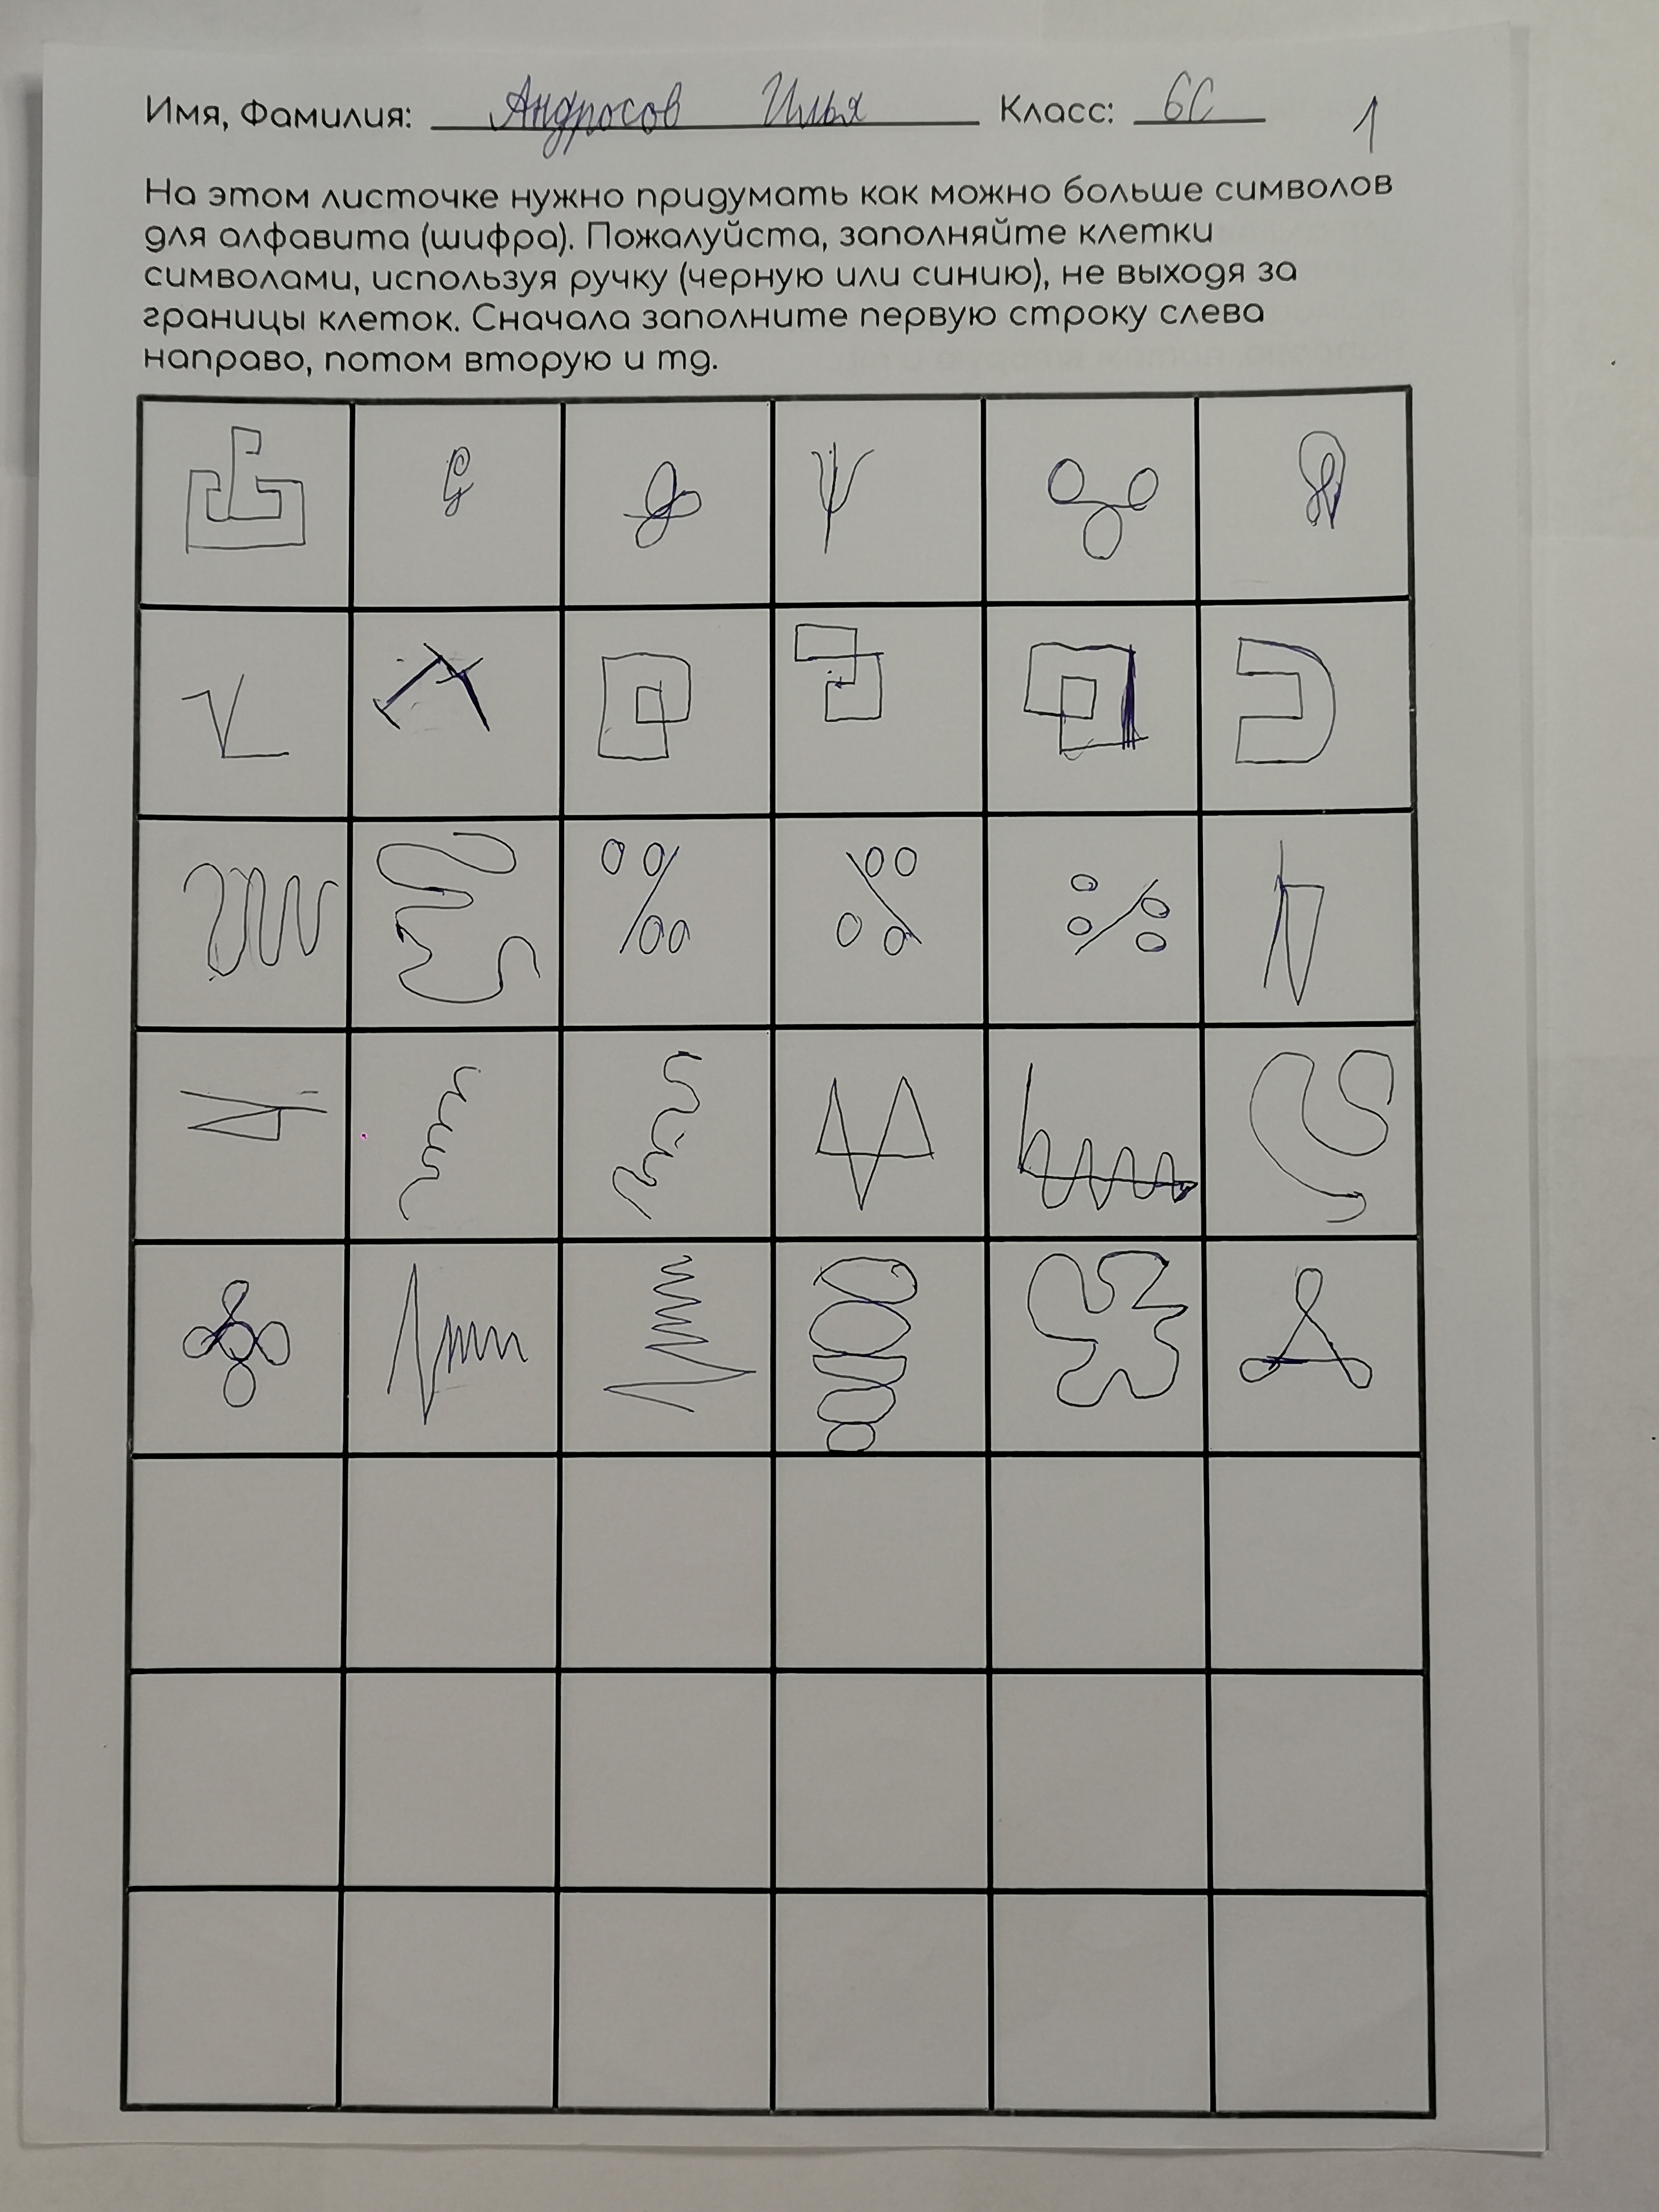 Имя, Фамилия: Андросов Илья Класс: 6С 1
На этом листочке нужно придумать как можно больше символов
для алфавита (шифра). Пожалуйста, заполняйте клетки
символами, используя ручку (черную или синию), не выходя за
границы клеток. Сначала заполните первую строку слева
направо, потом вторую и тд.